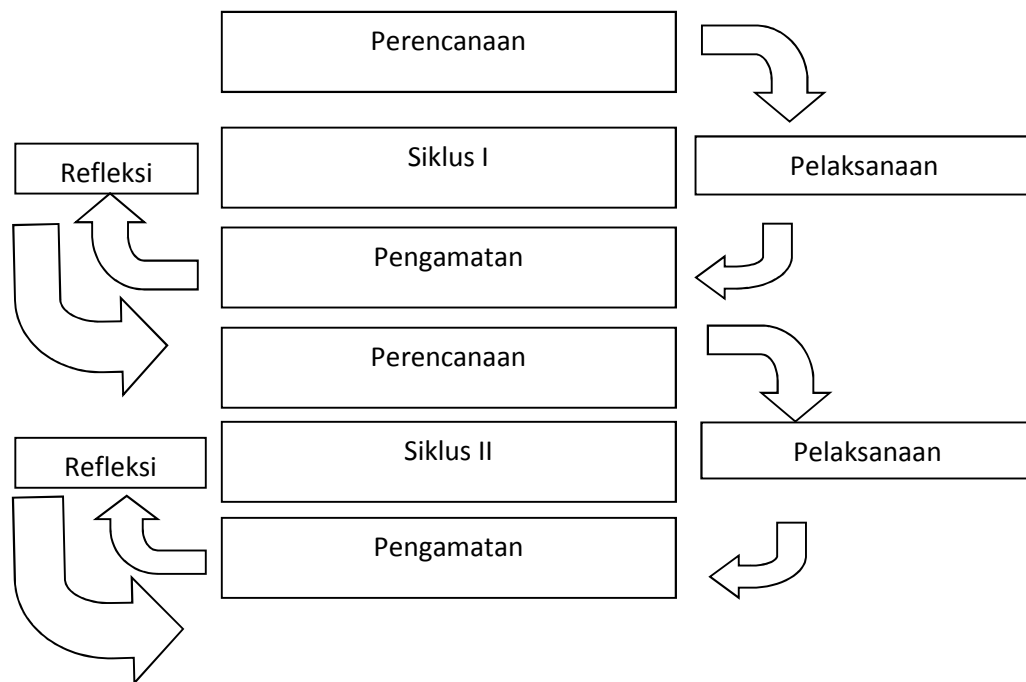 Perencanaan
Refleksi
Siklus I
Pelaksanaan
Pengamatan
Perencanaan
Refleksi
Siklus II
Pelaksanaan
Pengamatan